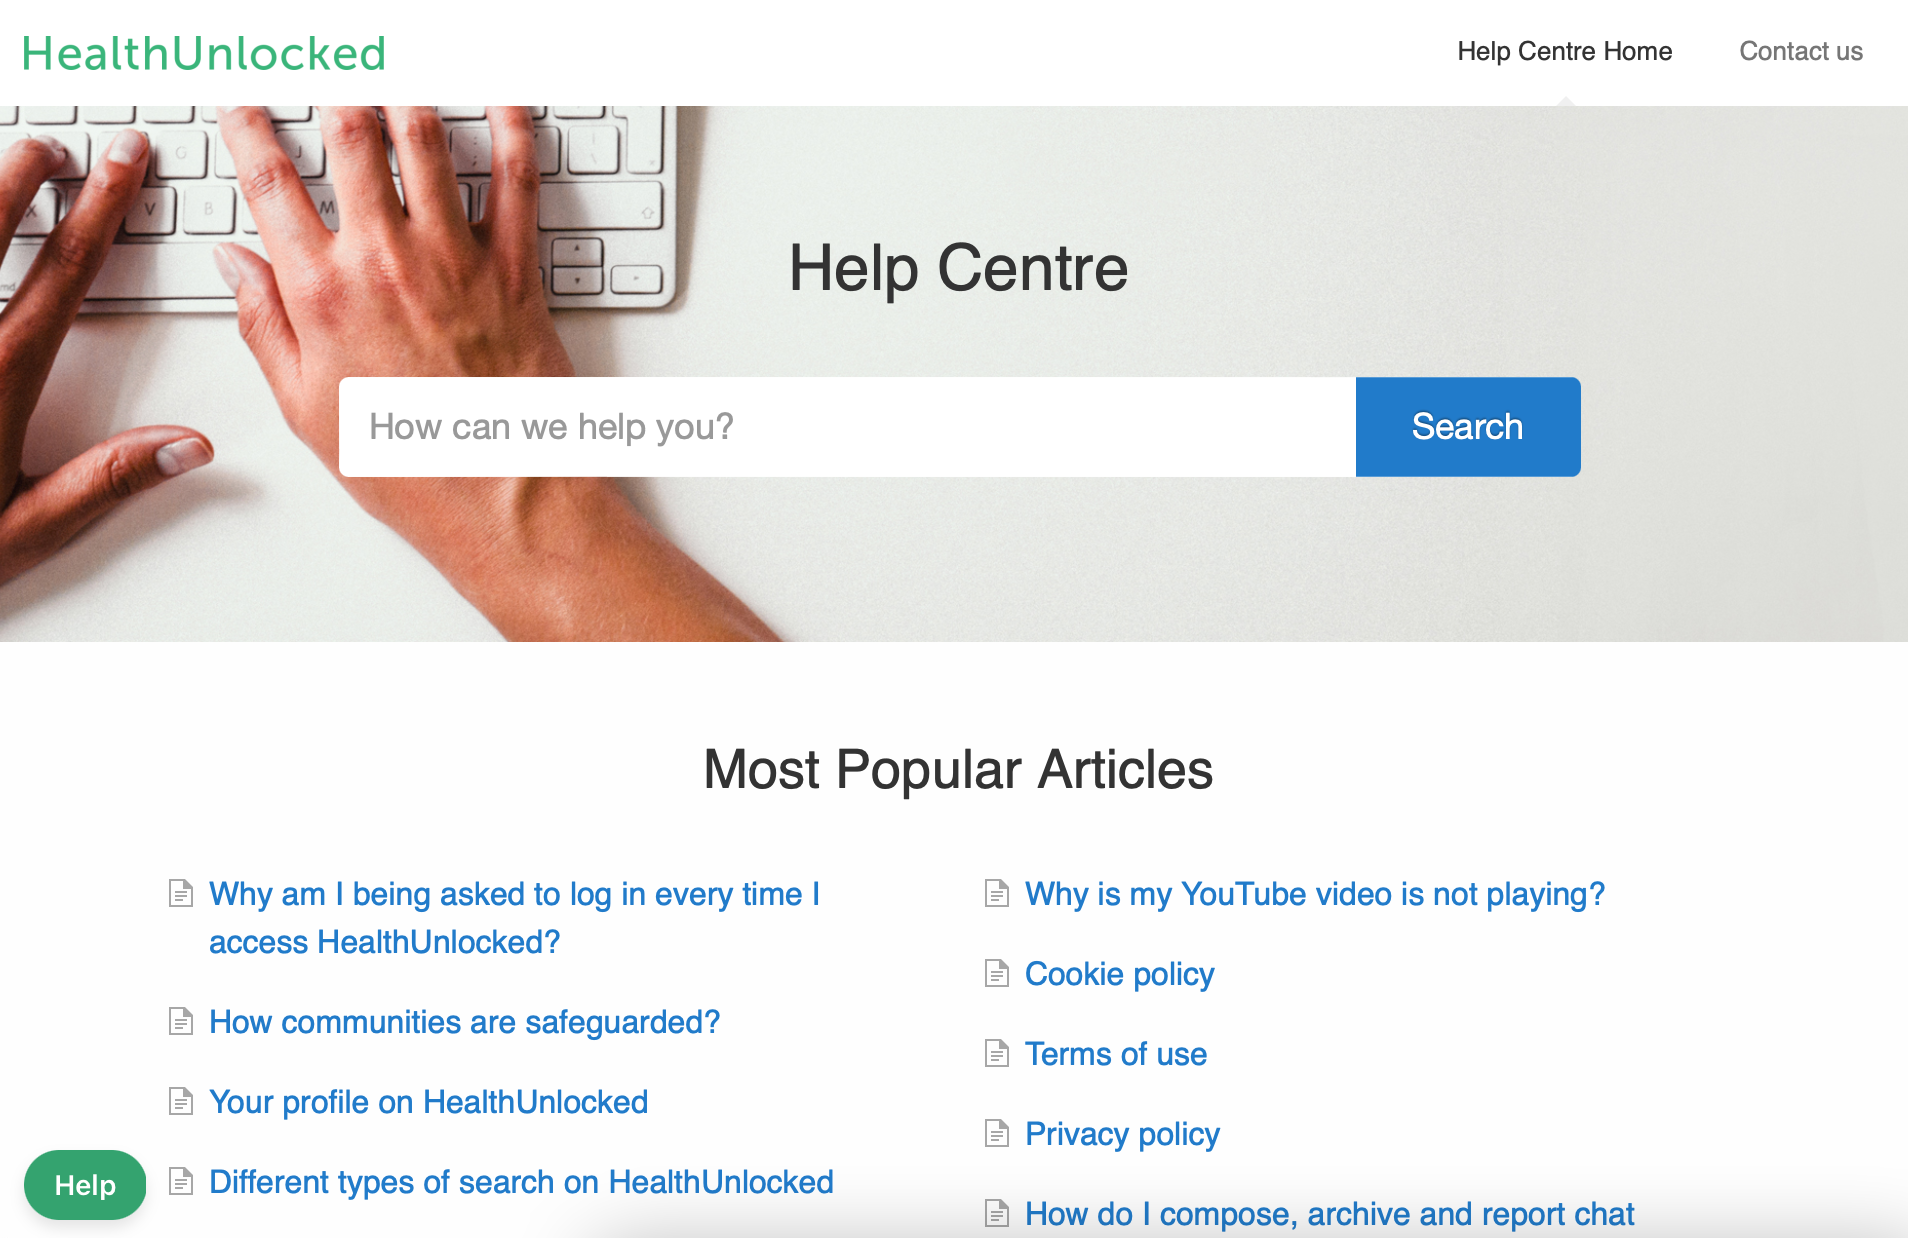 HealthUnlocked
Help Centre Home
Contact us
G
J
X
V
B
M
Help Centre
How can we help you?
Search
Most Popular Articles
Why am I being asked to log in every time I
access HealthUnlocked?
How communities are safeguarded?
Your profile on HealthUnlocked
Different types of search on HealthUnlocked
Why is my YouTube video is not playing?
Cookie policy
Terms of use
Privacy policy
How do I compose, archive and report chat
Help